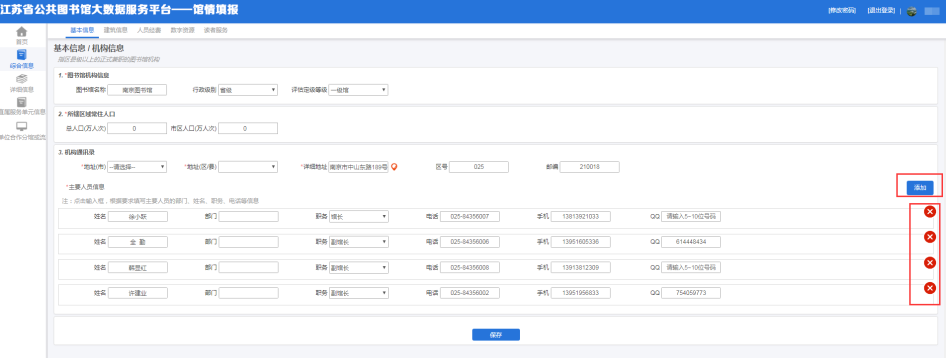 江苏省公共图书馆大数据服务平台——馆情填报
[修改密码] [退出登录] |
首页
综合信息
详细信息
直属服务单元信息
基本信息 建筑信息 人员经费 数字资源 读者服务
基本信息 / 机构信息
指区县级以上的正式兼职的图书馆机构
1. *图书馆机构信息
图书馆名称 南京图书馆 行政级别 省级 评估定级等级 一级馆
2. *所辖区域常住人口
总人口(万人次) 0 市区人口(万人次) 0
3. 机构通讯录
*地址(市) --请选择-- *地址(区/县) *详细地址 南京市中山东路189号 区号 025 邮编 210018
*主要人员信息
添加
注：点击输入框，根据要求填写主要人员的部门、姓名、职务、电话等信息
姓名 徐小跃 部门 职务 馆长 电话 025-84356007 手机 13813921033 QQ 请输入5~10位号码
姓名 全 勤 部门 职务 副馆长 电话 025-84356006 手机 13951605336 QQ 614448434
姓名 韩显红 部门 职务 副馆长 电话 025-84356008 手机 13913812309 QQ 请输入5~10位号码
姓名 许建业 部门 职务 副馆长 电话 025-84356002 手机 13951956833 QQ 754059773
保存